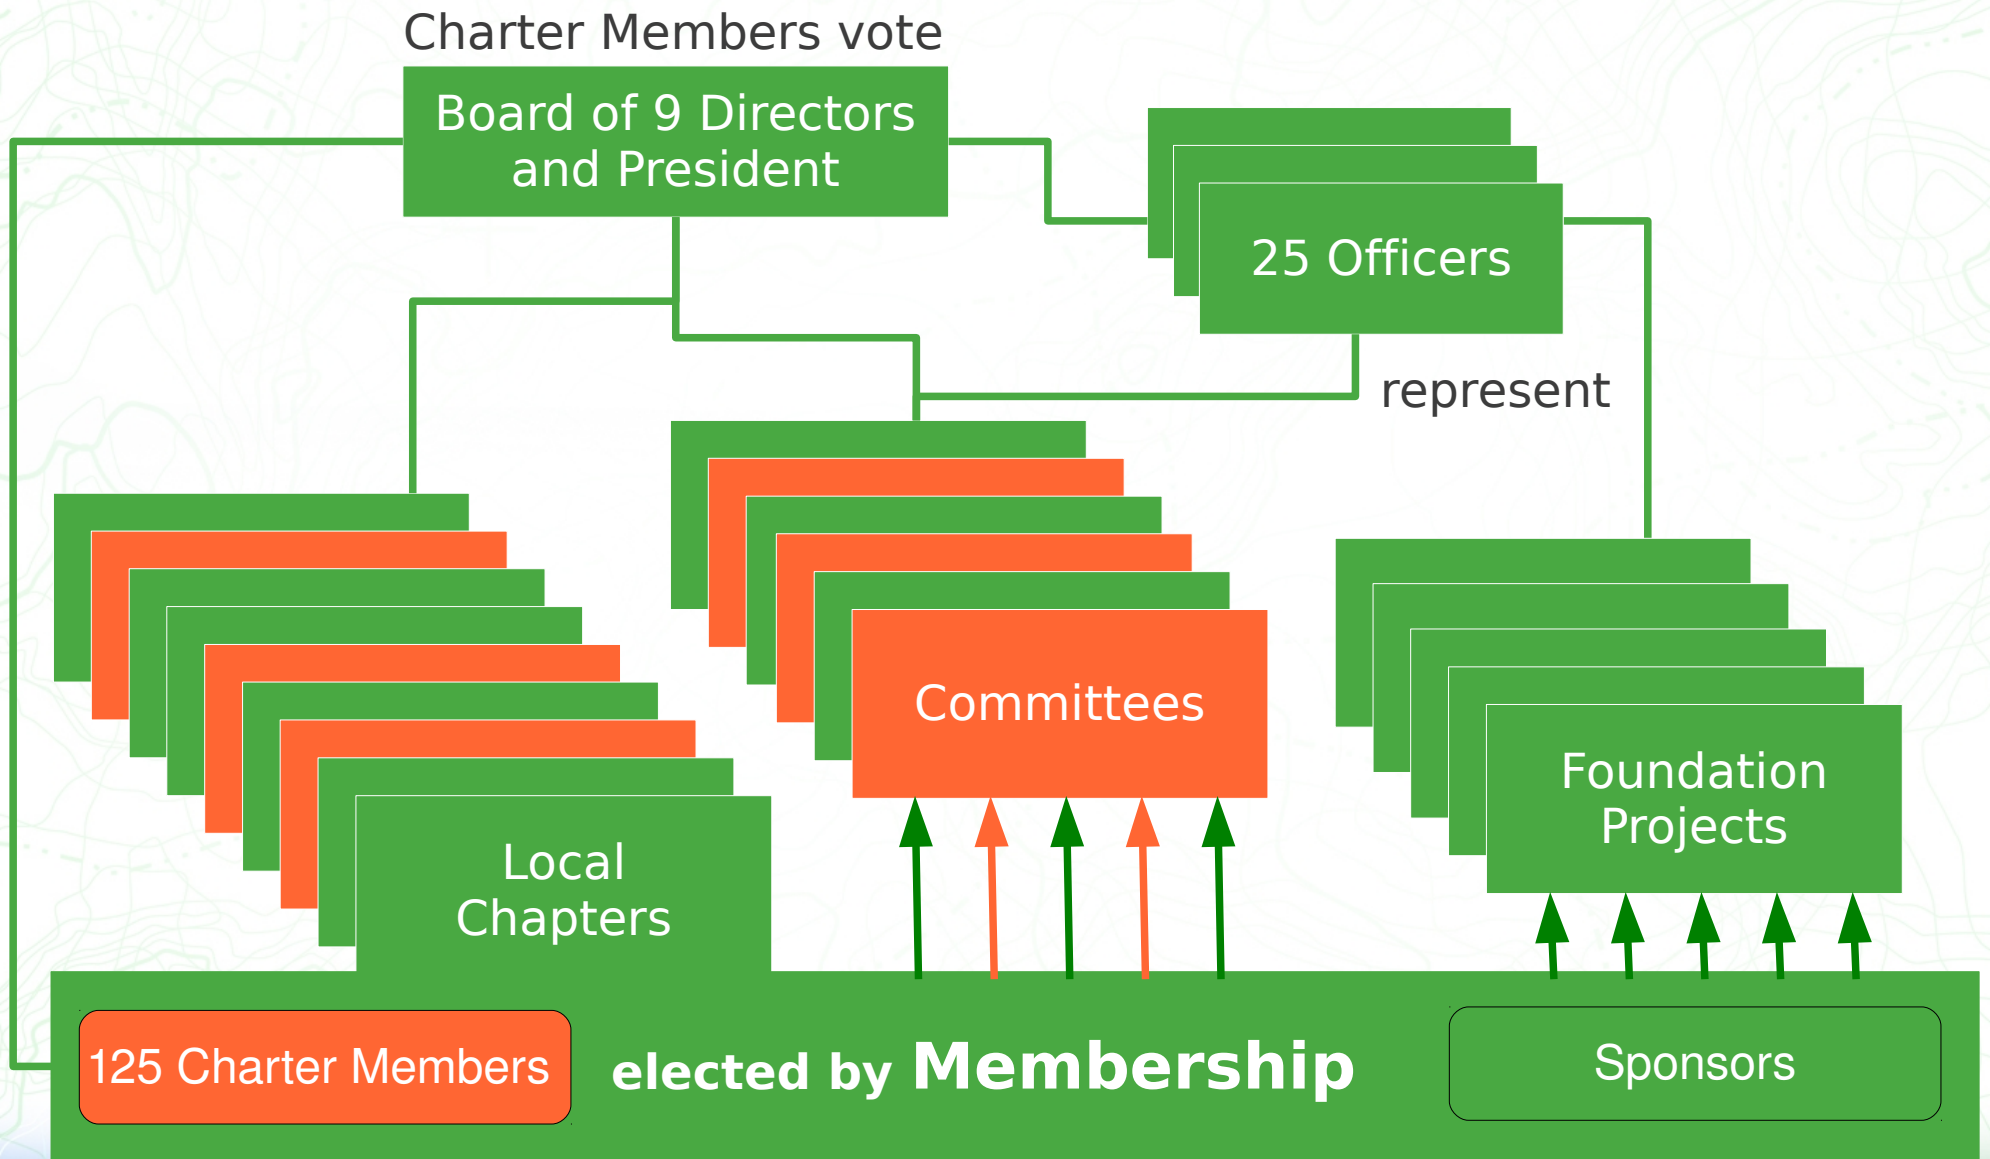 Charter Members vote
Board of 9 Directors
and President
25 Officers
represent
Committees
Foundation
Projects
Local
Chapters
125 Charter Members
elected by Membership
Sponsors